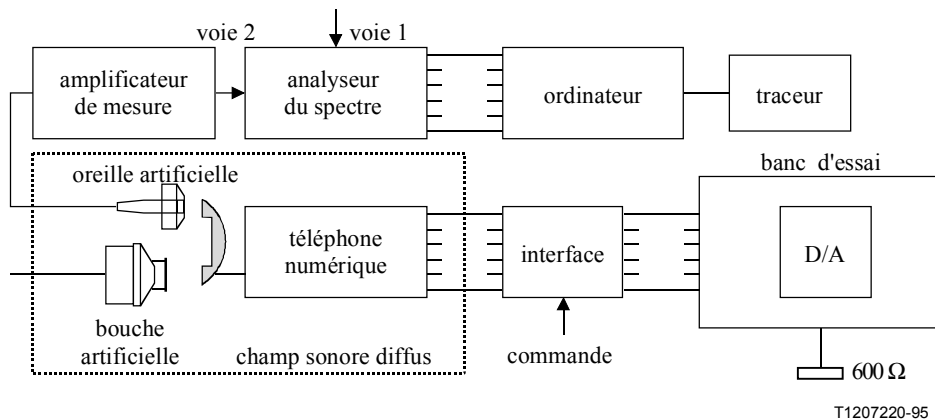 voie 2
voie 1
amplificateur
de mesure
analyseur
du spectre
ordinateur
traceur
oreille artificielle
banc d'essai
téléphone
numérique
interface
D/A
bouche
artificielle
champ sonore diffus
commande
600 Ω
T1207220-95